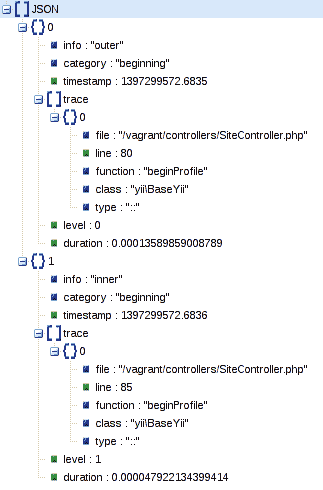 JSON
0
info : "outer"
category : "beginning"
timestamp : 1397299572.6835
trace
0
file : "/vagrant/controllers/SiteController.php"
line : 80
function : "beginProfile"
class : "yii\BaseYii"
type : "::"
level : 0
duration : 0.00013589859008789
1
info : "inner"
category : "beginning"
timestamp : 1397299572.6836
trace
0
file : "/vagrant/controllers/SiteController.php"
line : 85
function : "beginProfile"
class : "yii\BaseYii"
type : "::"
level : 1
duration : 0.000047922134399414